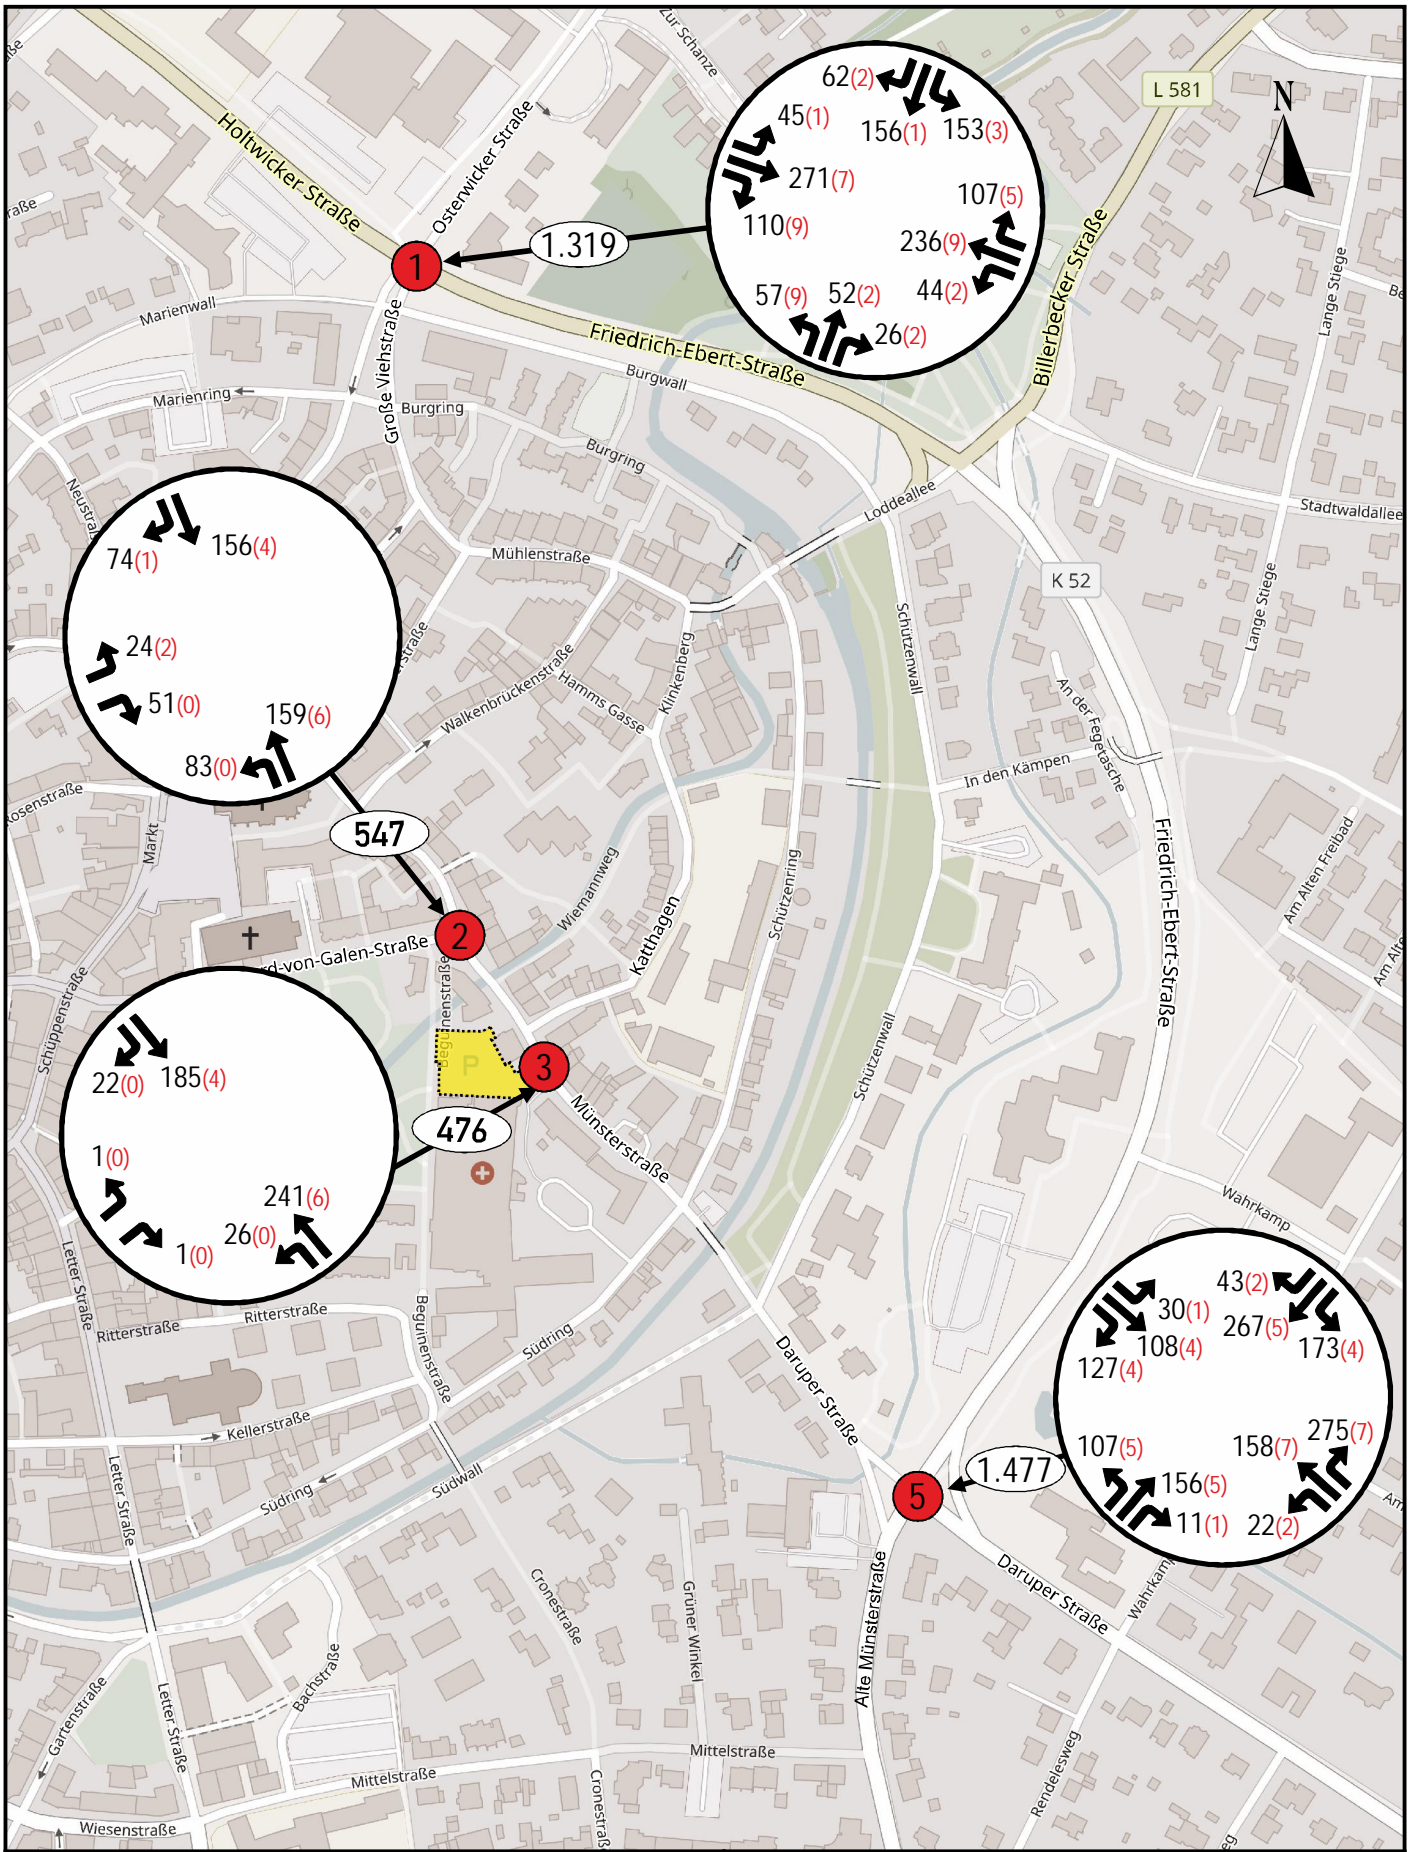 Zur Schanze
L 581
N
62(2)
156(1)
153(3)
45(1)
271(7)
110(9)
107(5)
236(9)
44(2)
57(9)
52(2)
26(2)
Holtwicker Straße
Osterwicker Straße
1.319
1
Billerbecker Straße
Lange Stiege
Marienwall
Große Viehstraße
Friedrich-Ebert-Straße
Burgwall
Marienring
Burgring
Burgring
Loddeallee
Stadtwaldallee
74(1)
156(4)
24(2)
51(0)
159(6)
83(0)
Mühlenstraße
K 52
Lange Stiege
Schützenwall
Klinkenberg
Walkenbrückenstraße
Hamms Gasse
An der Fegetasche
In den Kämpen
Rosenstraße
Markt
547
Friedrich-Ebert-Straße
Am Alten Freibad
Wiemannweg
Schützenring
Katthagen
2
rd-von-Galen-Straße
Beguinenstraße
Schüppenstraße
P
3
Schützenwall
22(0)
185(4)
1(0)
1(0)
241(6)
26(0)
476
Münsterstraße
Wahrkamp
Letter Straße
Ritterstraße
Ritterstraße
Beguinenstraße
Südring
Daruper Straße
30(1)
108(4)
127(4)
43(2)
267(5)
173(4)
107(5)
156(5)
11(1)
275(7)
158(7)
22(2)
Kellerstraße
Letter Straße
Südring
Südwall
1.477
5
Daruper Straße
Wahrkamp
Cronestraße
Grüner Winkel
Alte Münsterstraße
Gartenstraße
Letter Straße
Bachstraße
Rendelesweg
Mittelstraße
Mittelstraße
Wiesenstraße